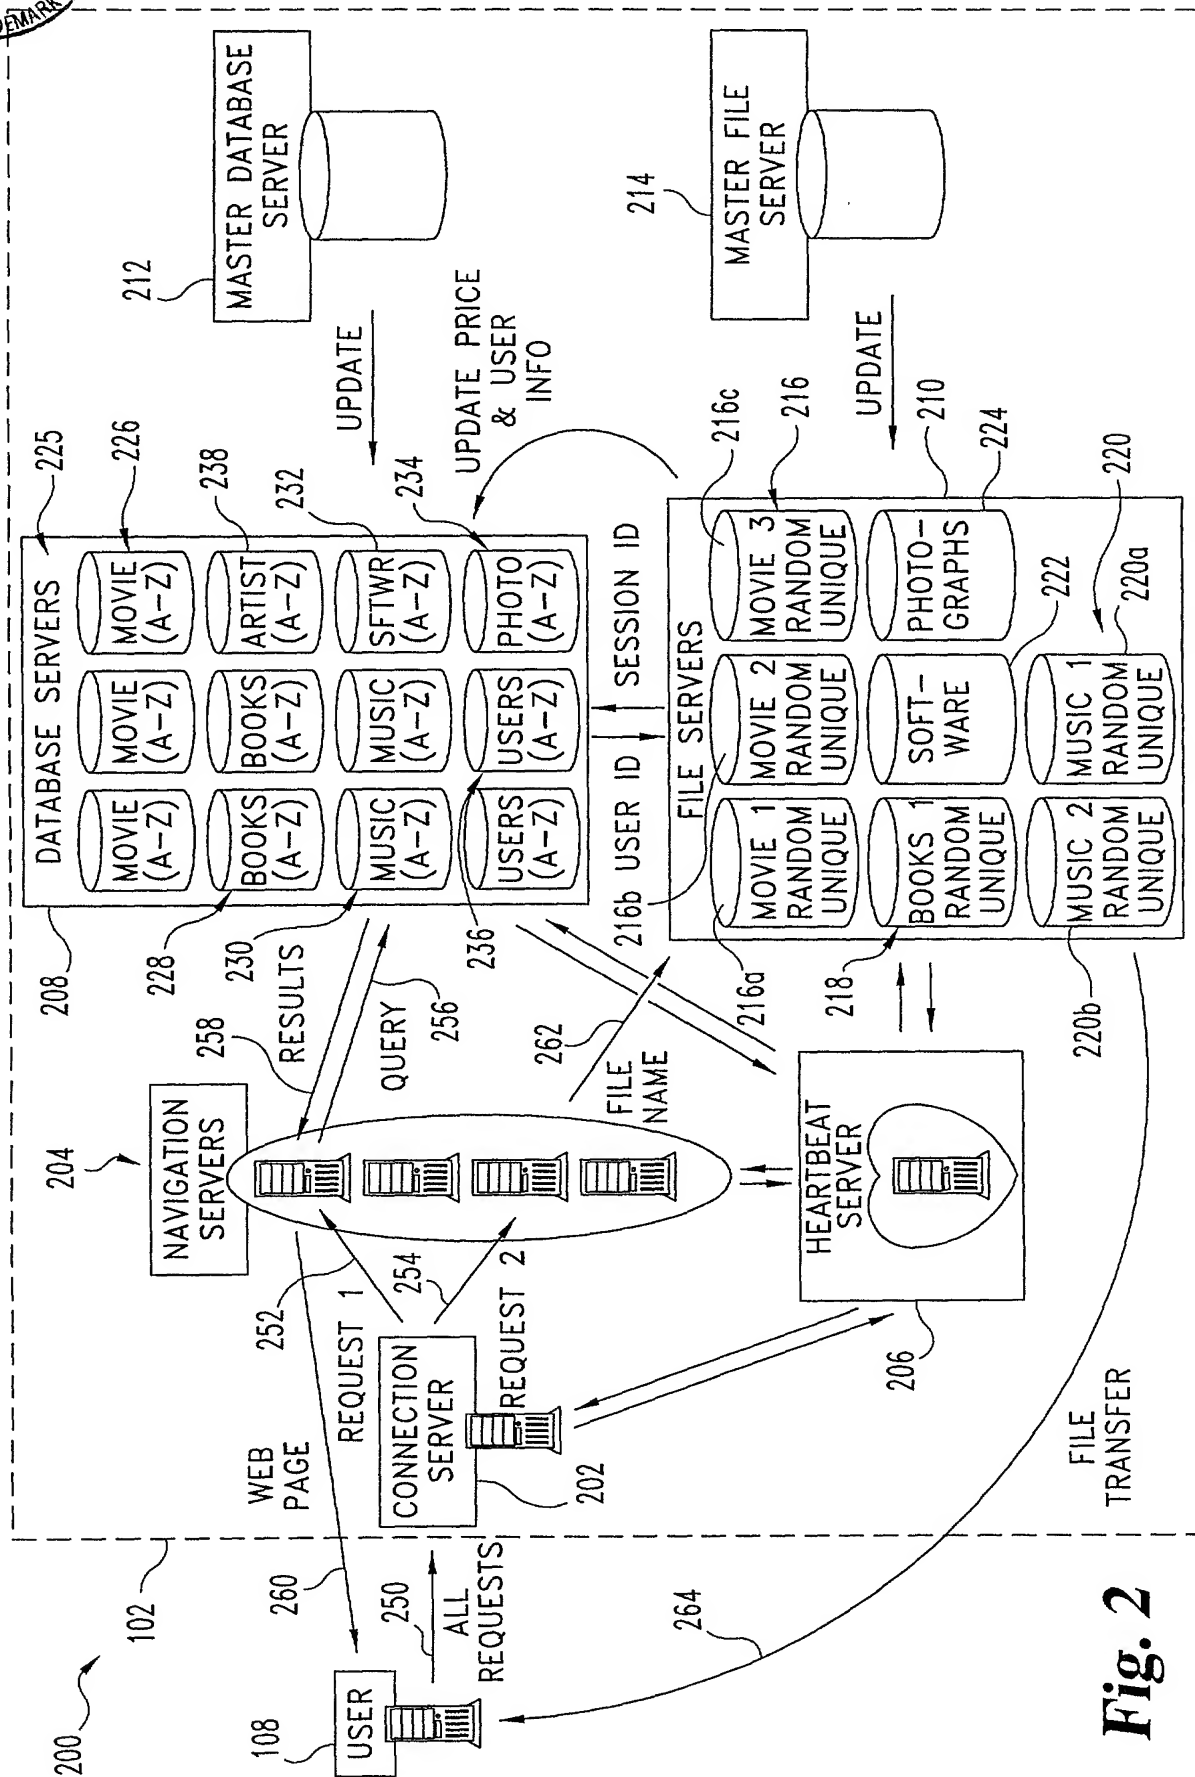 DEMARK
200
102
USER
108
260
250
ALL
REQUESTS
264
WEB
PAGE
REQUEST 1
252
254
REQUEST 2
CONNECTION
SERVER
202
204
NAVIGATION
SERVERS
258
RESULTS
QUERY
256
262
FILE
NAME
HEARTBEAT
SERVER
206
FILE
TRANSFER
208
DATABASE SERVERS
225
MOVIE
(A-Z)
MOVIE
(A-Z)
MOVIE
(A-Z)
226
BOOKS
(A-Z)
BOOKS
(A-Z)
ARTIST
(A-Z)
238
228
MUSIC
(A-Z)
MUSIC
(A-Z)
SFTWR
(A-Z)
232
230
USERS
(A-Z)
USERS
(A-Z)
PHOTO
(A-Z)
234
236
UPDATE
212
MASTER DATABASE
SERVER
UPDATE PRICE
& USER
INFO
USER ID
SESSION ID
FILE SERVERS
216a
216b
216c
216
MOVIE 1
RANDOM
UNIQUE
MOVIE 2
RANDOM
UNIQUE
MOVIE 3
RANDOM
UNIQUE
218
BOOKS 1
RANDOM
UNIQUE
SOFT-
WARE
PHOTO-
GRAPHS
210
224
222
220
220a
220b
MUSIC 2
RANDOM
UNIQUE
MUSIC 1
RANDOM
UNIQUE
UPDATE
214
MASTER FILE
SERVER
Fig. 2